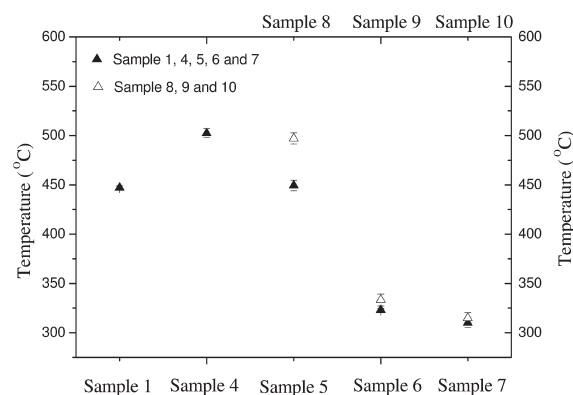 Sample 8 Sample 9 Sample 10
600 600
Sample 1, 4, 5, 6 and 7
550 550
Sample 8, 9 and 10
500 500
450 450
400 400
350 350
300 300
Temperature (°C)
Temperature (°C)
Sample 1 Sample 4 Sample 5 Sample 6 Sample 7